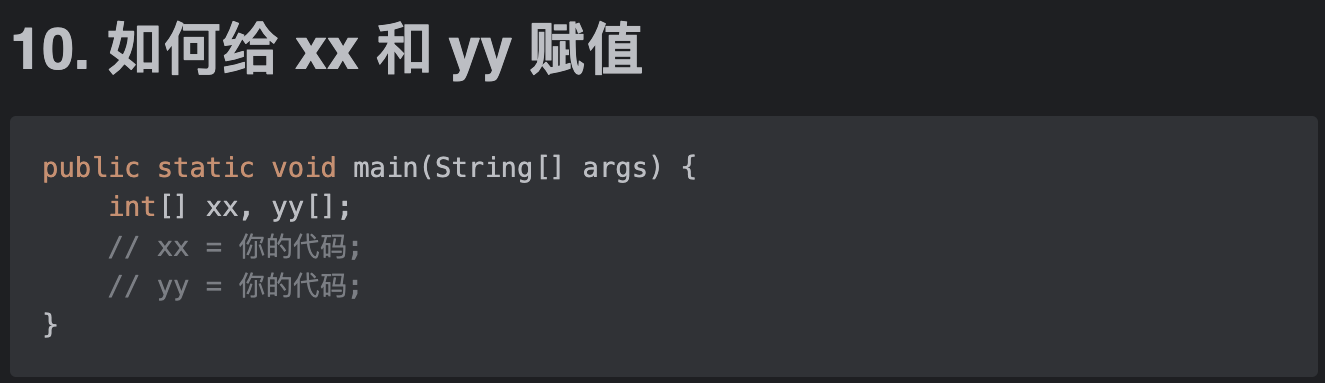 10. 如何给 xx 和 yy 赋值
public static void main(String[] args) {
    int[] xx, yy[];
    // xx = 你的代码;
    // yy = 你的代码;
}